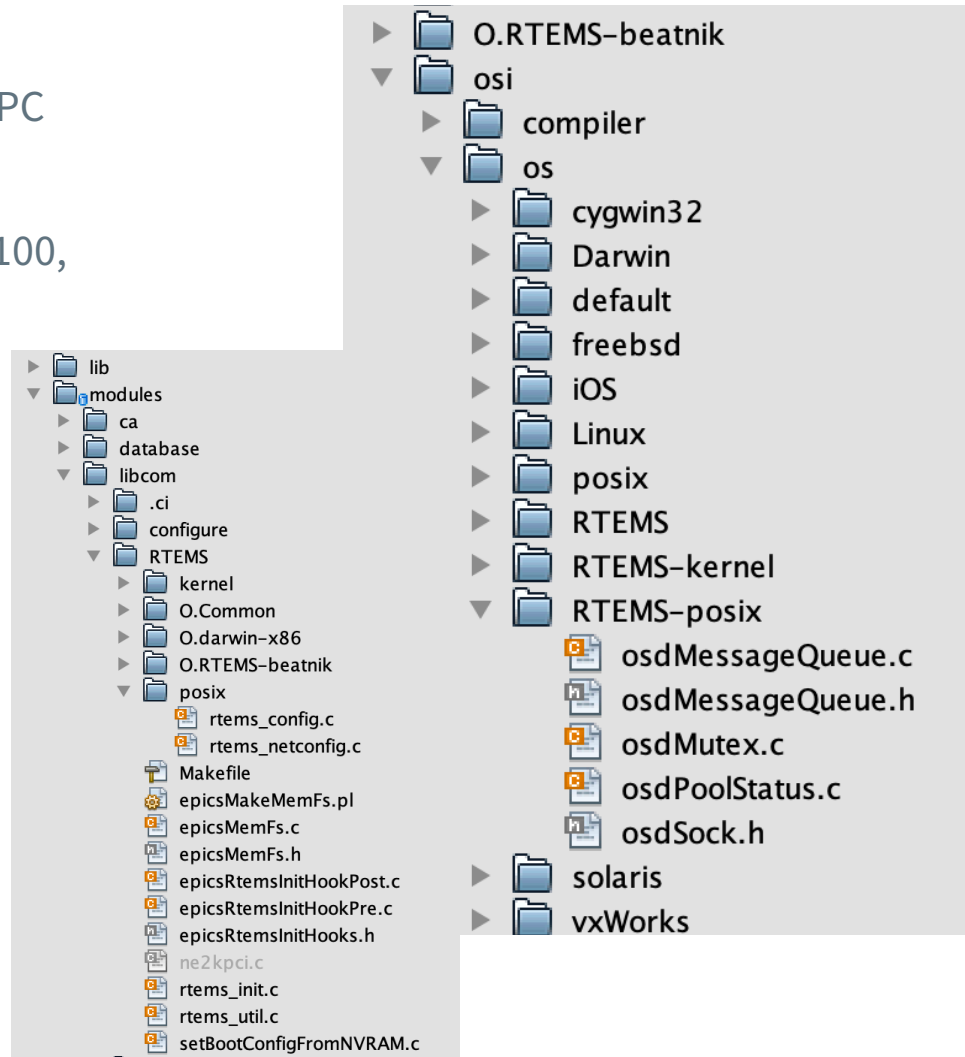 PC
100,
O.RTEMS-beatnik
osi
compiler
os
cygwin32
Darwin
default
freebsd
iOS
Linux
posix
RTEMS
RTEMS-kernel
RTEMS-posix
osdMessageQueue.c
osdMessageQueue.h
osdMutex.c
osdPoolStatus.c
osdSock.h
solaris
vxWorks
lib
modules
ca
database
libcom
.ci
configure
RTEMS
kernel
O.Common
O.darwin-x86
O.RTEMS-beatnik
posix
rtems_config.c
rtems_netconfig.c
Makefile
epicsMakeMemFs.pl
epicsMemFs.c
epicsMemFs.h
epicsRtemsInitHookPost.c
epicsRtemsInitHookPre.c
epicsRtemsInitHooks.h
ne2kpci.c
rtems_init.c
rtems_util.c
setBootConfigFromNVRAM.c